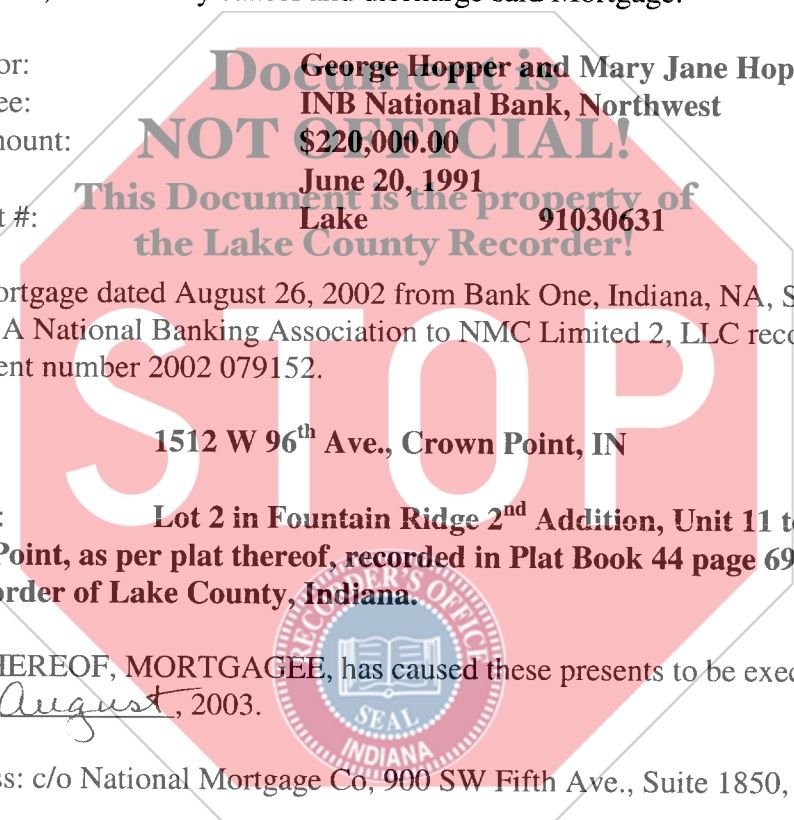 and discharge said Mortgage.
or: George Hopper and Mary Jane Hop
ee: INB National Bank, Northwest
nount: $220,000.00
June 20, 1991
t #: Lake 91030631
Document is
NOT OFFICIAL!
This Document is the property of
the Lake County Recorder!
ortgage dated August 26, 2002 from Bank One, Indiana, NA, S
A National Banking Association to NMC Limited 2, LLC reco
ent number 2002 079152.
STOP
1512 W 96th Ave., Crown Point, IN
: Lot 2 in Fountain Ridge 2nd Addition, Unit 11 t
Point, as per plat thereof, recorded in Plat Book 44 page 69
order of Lake County, Indiana.
RECORDER'S OFFICE
SEAL
INDIANA
HEREOF, MORTGAGEE, has caused these presents to be exec
August, 2003.
ss: c/o National Mortgage Co, 900 SW Fifth Ave., Suite 1850,